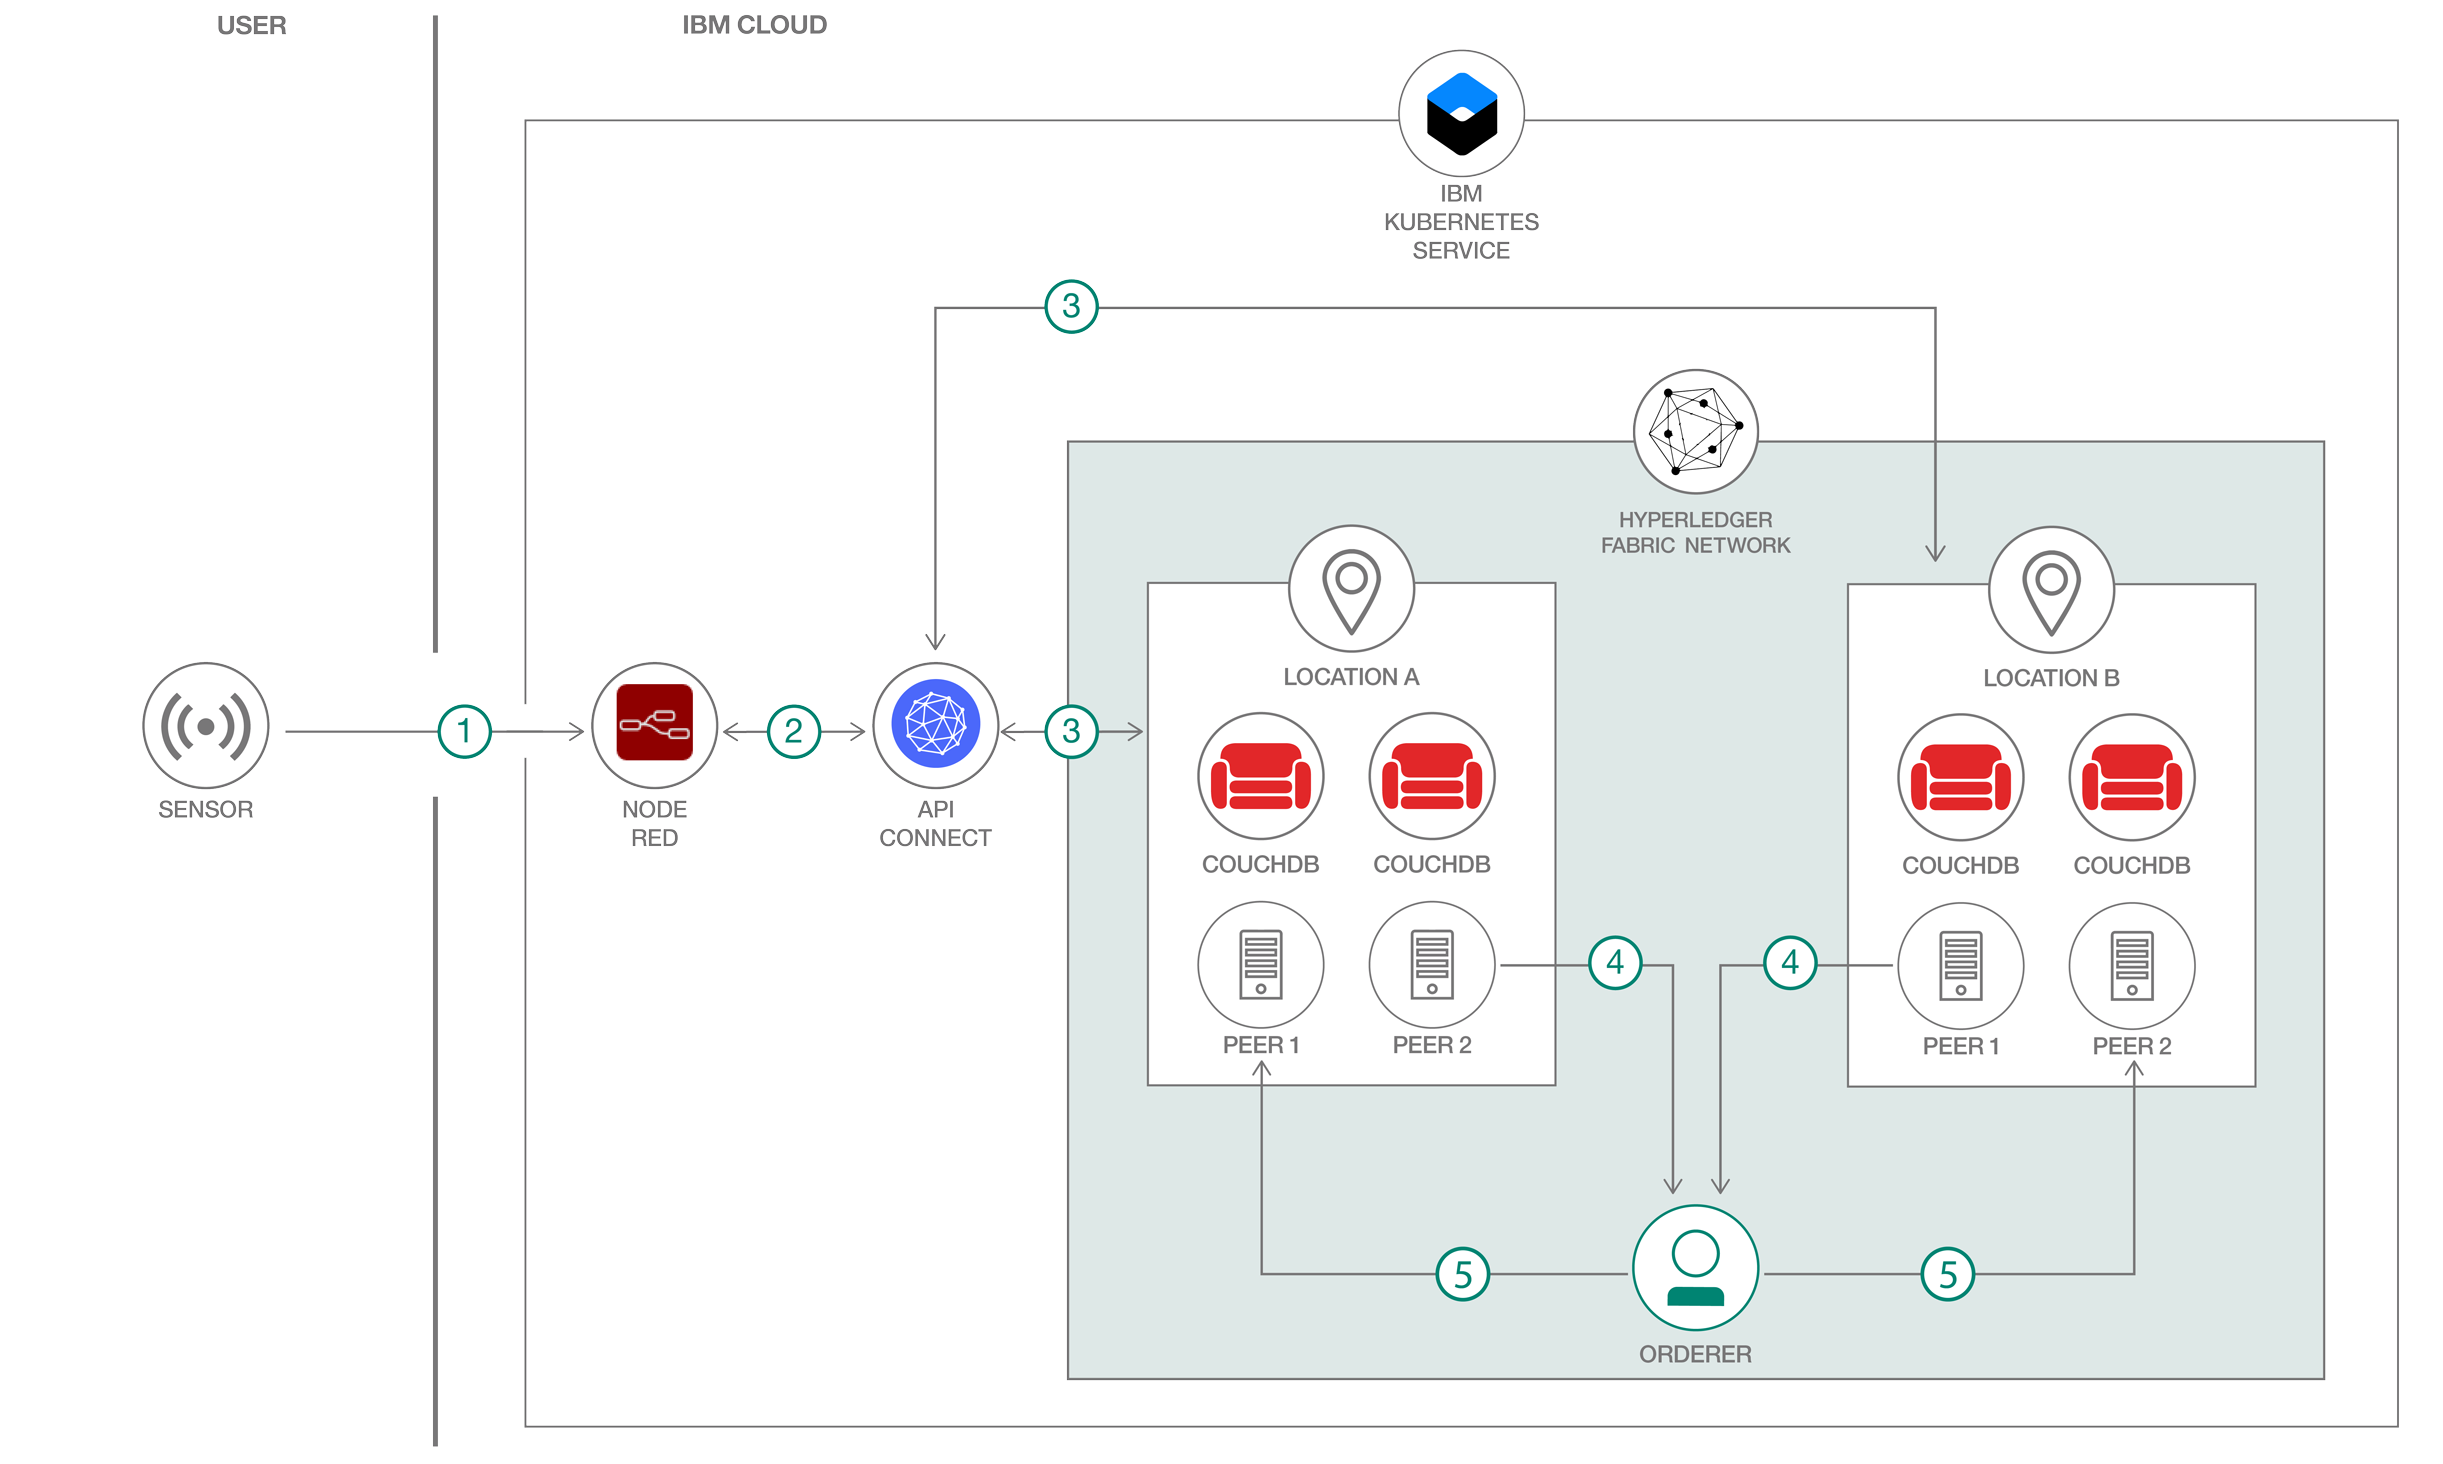 USER
IBM CLOUD
IBM
KUBERNETES
SERVICE
3
HYPERLEDGER
FABRIC NETWORK
SENSOR
1
NODE
RED
2
API
CONNECT
3
LOCATION A
COUCHDB
COUCHDB
PEER 1
PEER 2
LOCATION B
COUCHDB
COUCHDB
PEER 1
PEER 2
4
4
5
5
ORDERER